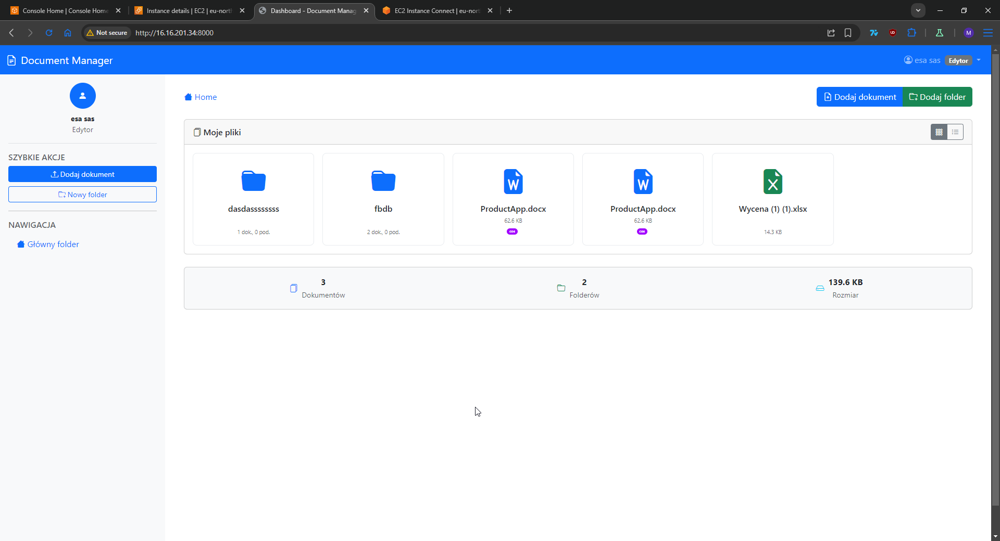 Console Home | Console Home
Instance details | EC2 | eu-north
Dashboard - Document Manag
EC2 Instance Connect | eu-nort
Not secure
http://16.16.201.34:8000
M
Document Manager
esa sas Edytor
esa sas
Edytor
SZYBKIE AKCJE
Dodaj dokument
Nowy folder
NAWIGACJA
Główny folder
Home
Dodaj dokument
Dodaj folder
Moje pliki
dasdassssssss
1 dok., 0 pod.
fbdb
2 dok., 0 pod.
W
ProductApp.docx
62.6 KB
cos
W
ProductApp.docx
62.6 KB
cos
X
Wycena (1) (1).xlsx
14.3 KB
3
Dokumentów
2
Folderów
139.6 KB
Rozmiar